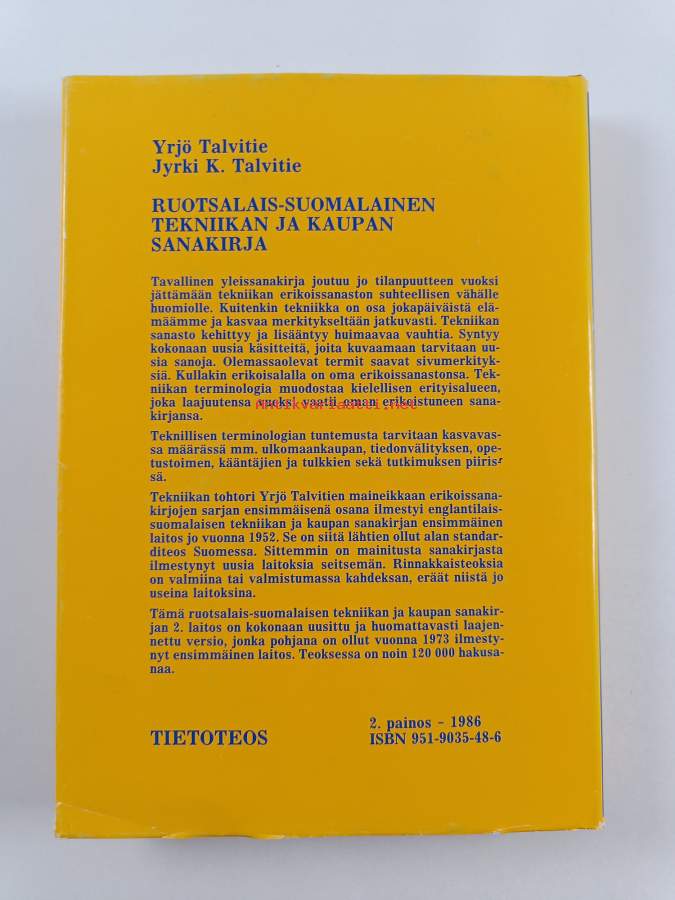 Yrjö Talvitie
Jyrki K. Talvitie
RUOTSALAIS-SUOMALAINEN
TEKNIIKAN JA KAUPAN
SANAKIRJA
Tavallinen yleissanakirja joutuu jo tilanpuutteen vuoksi
jättämään tekniikan erikoissanaston suhteellisen vähälle
huomiolle. Kuitenkin tekniikka on osa jokapäiväistä elä-
määmme ja kasvaa merkitykseltään jatkuvasti. Tekniikan
sanasto kehittyy ja lisääntyy huimaavaa vauhtia. Syntyy
kokonaan uusia käsitteitä, joita kuvaamaan tarvitaan uu-
sia sanoja. Olemassaolevat termit saavat sivumerkityk-
siä. Kullakin erikoisalalla on oma erikoissanastonsa. Tek-
niikan terminologia muodostaa kielellisen erityisalueen,
joka laajuutensa vuoksi vaatii oman erikoistuneen sana-
kirjansa.
Antikvariaatti.net
Teknillisen terminologian tuntemusta tarvitaan kasvavas-
sa määrässä mm. ulkomaankaupan, tiedonvälityksen, ope-
tustoimen, kääntäjien ja tulkkien sekä tutkimuksen piiris-
sä.
Tekniikan tohtori Yrjö Talvitien maineikkaan erikoissana-
kirjojen sarjan ensimmäisenä osana ilmestyi englantilais-
suomalaisen tekniikan ja kaupan sanakirjan ensimmäinen
laitos jo vuonna 1952. Se on siitä lähtien ollut alan standar-
diteos Suomessa. Sittemmin on mainitusta sanakirjasta
ilmestynyt uusia laitoksia seitsemän. Rinnakkaisteoksia
on valmiina tai valmistumassa kahdeksan, eräät niistä jo
useina laitoksina.
Tämä ruotsalais-suomalaisen tekniikan ja kaupan sanakir-
jan 2. laitos on kokonaan uusittu ja huomattavasti laajen-
nettu versio, jonka pohjana on ollut vuonna 1973 ilmesty-
nyt ensimmäinen laitos. Teoksessa on noin 120 000 hakusa-
naa.
TIETOTEOS
2. painos - 1986
ISBN 951-9035-48-6